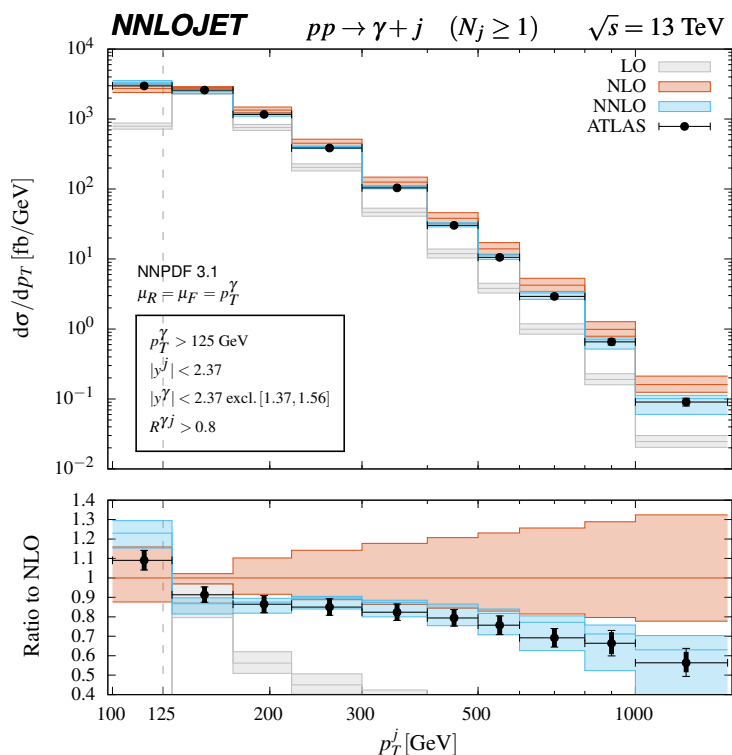 NNLOJET pp → γ + j (N_j ≥ 1) √s = 13 TeV
10^4
10^3
10^2
10^1
10^0
10^−1
10^−2
dσ/dp_T [fb/GeV]
LO
NLO
NNLO
ATLAS
NNPDF 3.1
μ_R = μ_F = p_T^γ
p_T^γ > 125 GeV
|y^j| < 2.37
|y^γ| < 2.37 excl. [1.37, 1.56]
R^{γj} > 0.8
1.4
1.3
1.2
1.1
1
0.9
0.8
0.7
0.6
0.5
0.4
Ratio to NLO
100 125 200 300 500 1000
p_T^j [GeV]